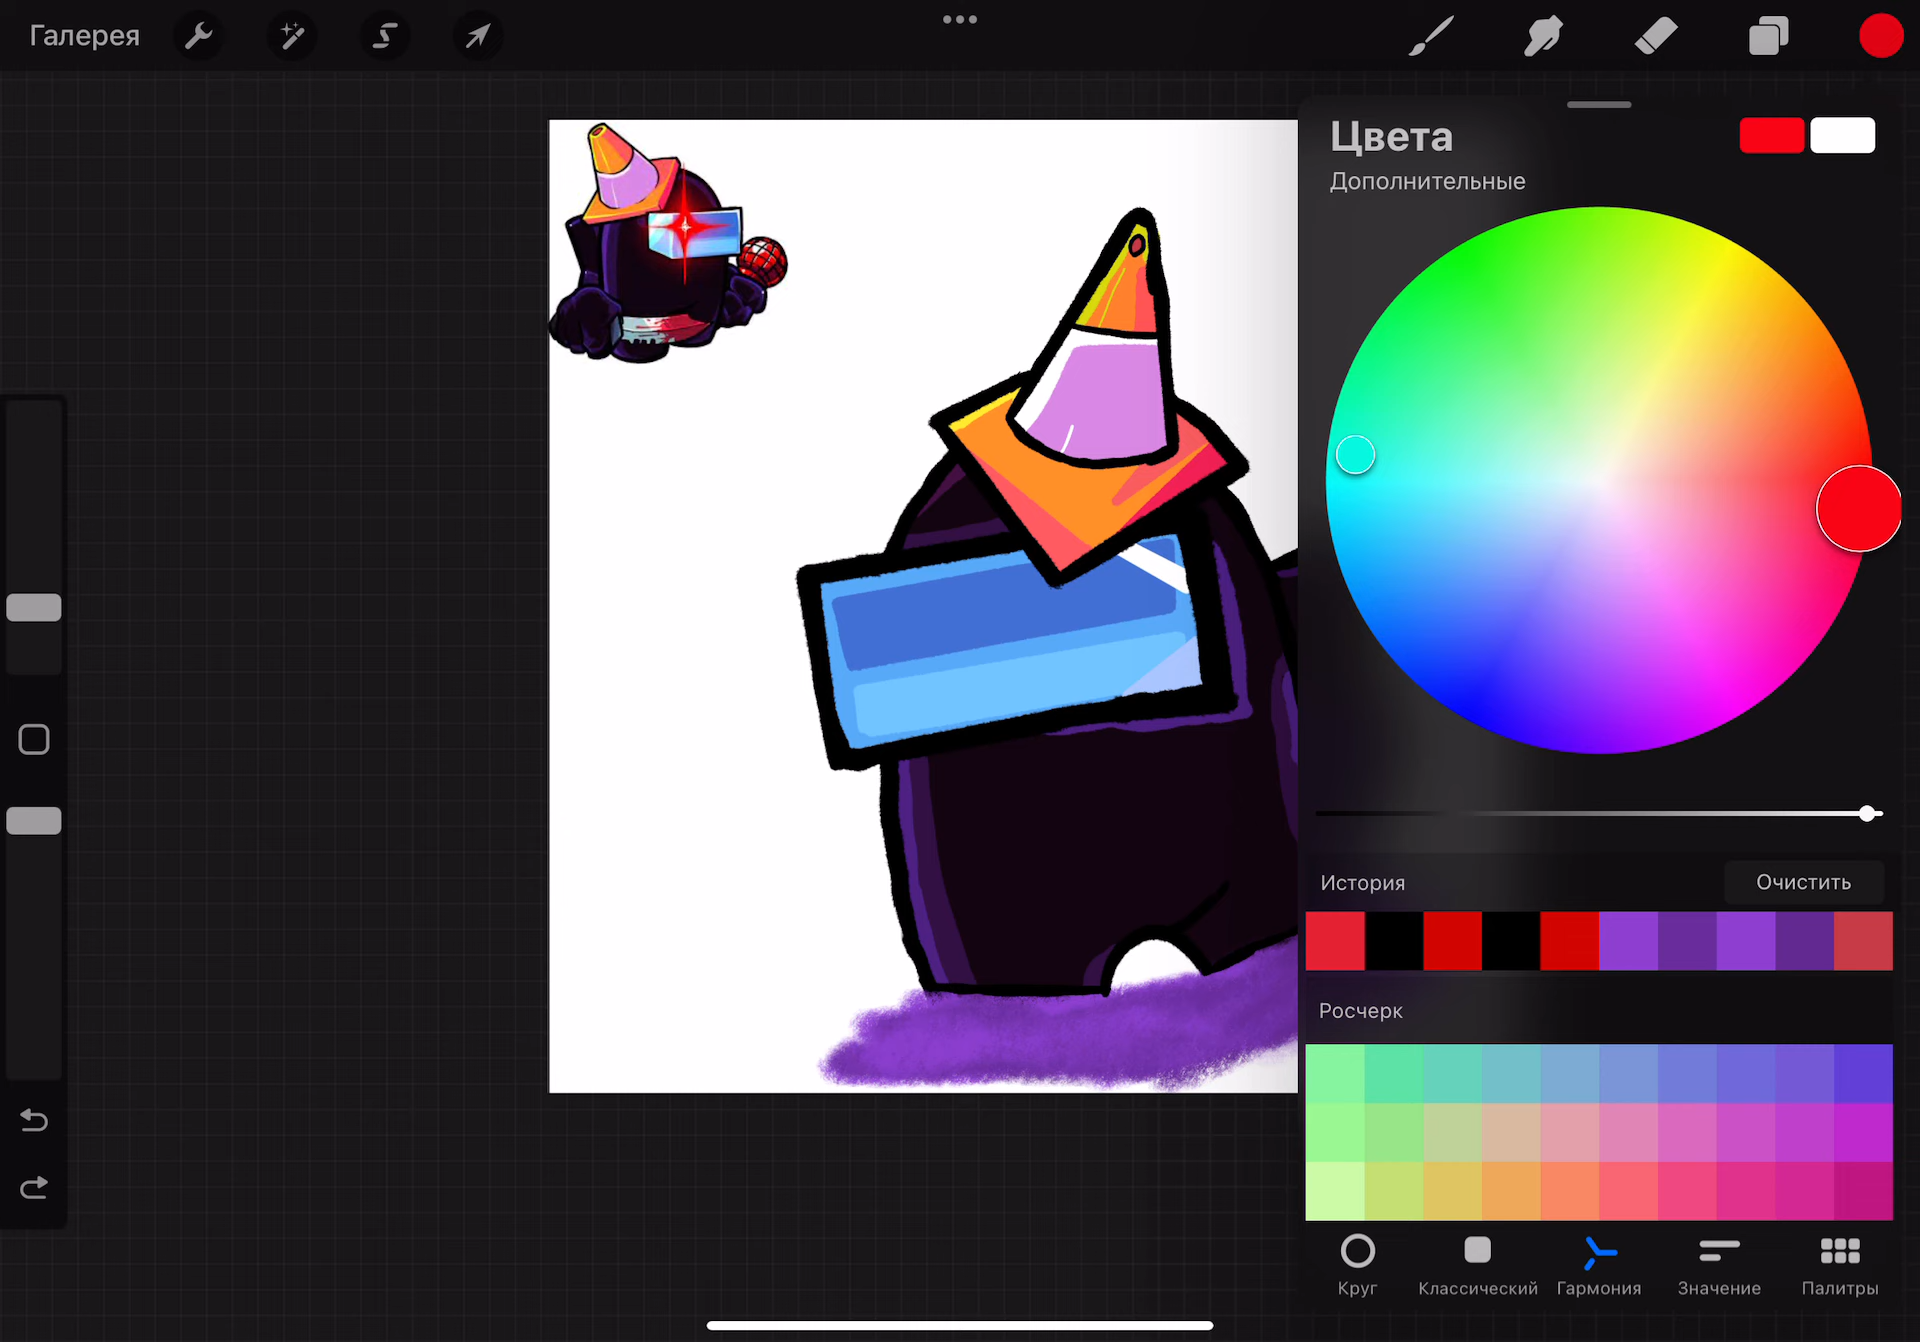 Галерея
Цвета
Дополнительные
История
Очистить
Росчерк
Круг
Классический
Гармония
Значение
Палитры